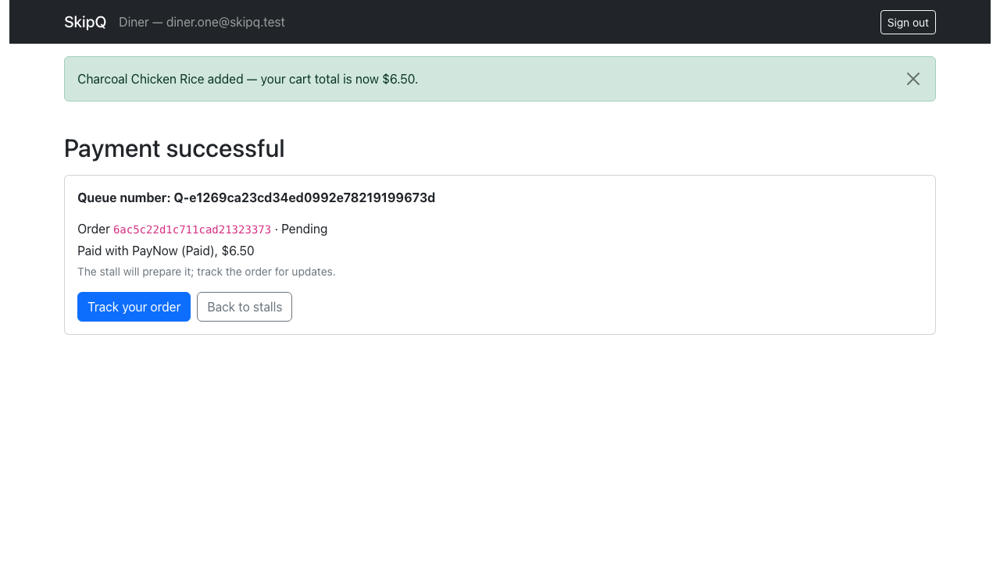 SkipQ Diner — diner.one@skipq.test Sign out
Charcoal Chicken Rice added — your cart total is now $6.50.
Payment successful
Queue number: Q-e1269ca23cd34ed0992e78219199673d
Order 6ac5c22d1c711cad21323373 · Pending
Paid with PayNow (Paid), $6.50
The stall will prepare it; track the order for updates.
Track your order Back to stalls